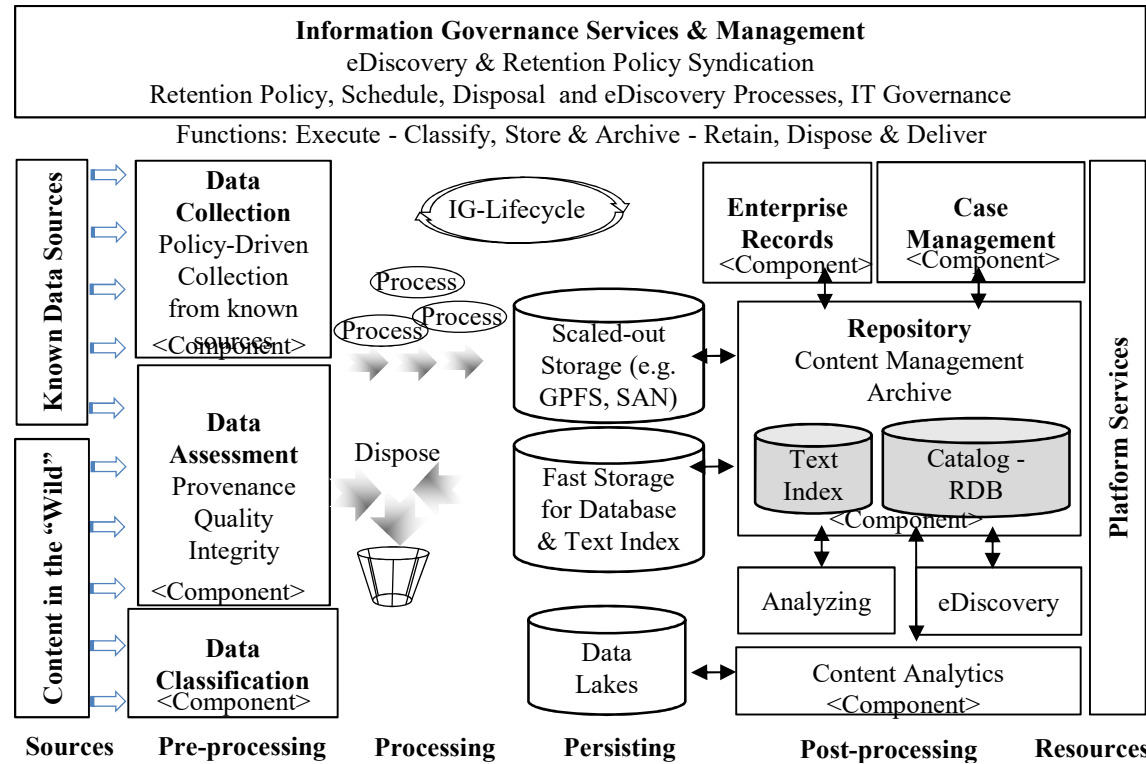 Information Governance Services & Management
eDiscovery & Retention Policy Syndication
Retention Policy, Schedule, Disposal and eDiscovery Processes, IT Governance
Functions: Execute - Classify, Store & Archive - Retain, Dispose & Deliver
Known Data Sources
Content in the “Wild”
Data
Collection
Policy-Driven
Collection
from known
sources
<Component>
Data
Assessment
Provenance
Quality
Integrity
<Component>
Data
Classification
<Component>
IG-Lifecycle
Process
Process
Process
Dispose
Scaled-out
Storage (e.g.
GPFS, SAN)
Fast Storage
for Database
& Text Index
Data
Lakes
Enterprise
Records
<Component>
Case
Management
<Component>
Repository
Content Management
Archive
Text
Index
Catalog -
RDB
<Component>
Analyzing
eDiscovery
Content Analytics
<Component>
Platform Services
Sources
Pre-processing
Processing
Persisting
Post-processing
Resources